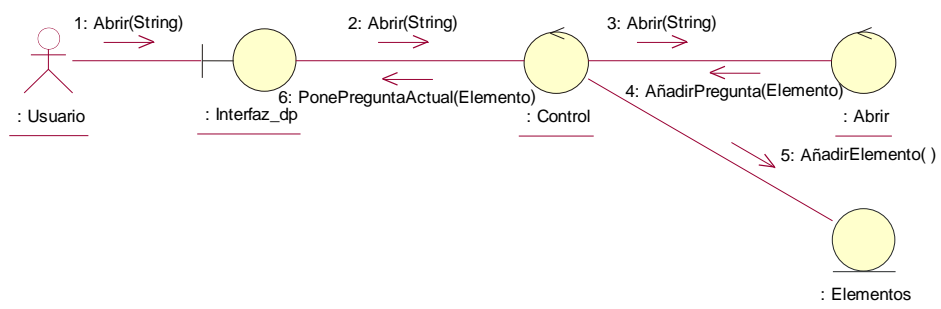 1: Abrir(String)
2: Abrir(String)
3: Abrir(String)
6: PonePreguntaActual(Elemento)
4: AñadirPregunta(Elemento)
: Usuario
: Interfaz_dp
: Control
: Abrir
5: AñadirElemento( )
: Elementos